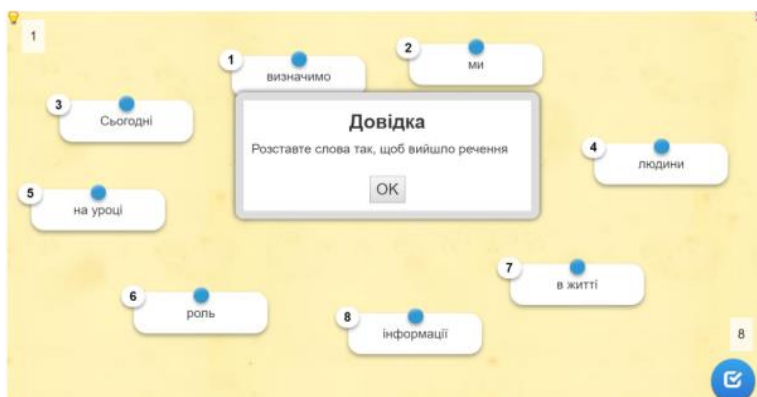 1
1
визначимо
2
ми
3
Сьогодні
Довідка
Розставте слова так, щоб вийшло речення
OK
4
людини
5
на уроці
7
в житті
6
роль
8
інформації
8